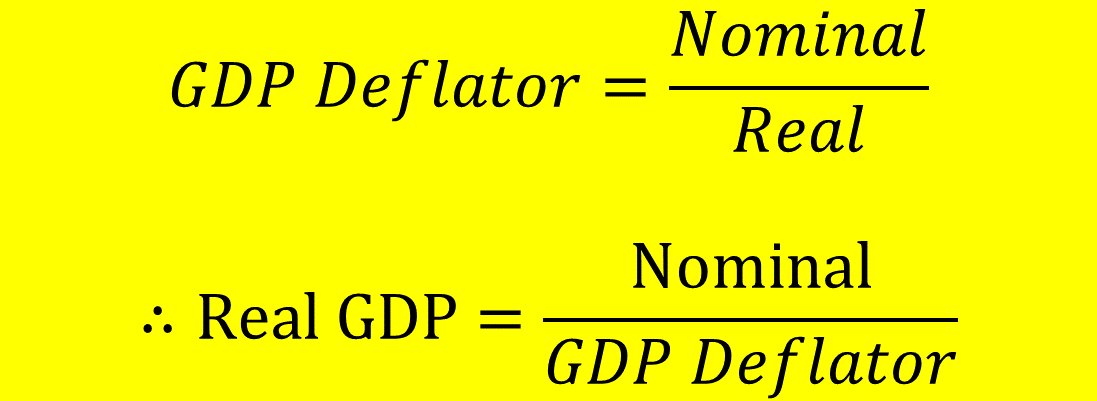 GDP Deflator = Nominal / Real
∴ Real GDP = Nominal / GDP Deflator